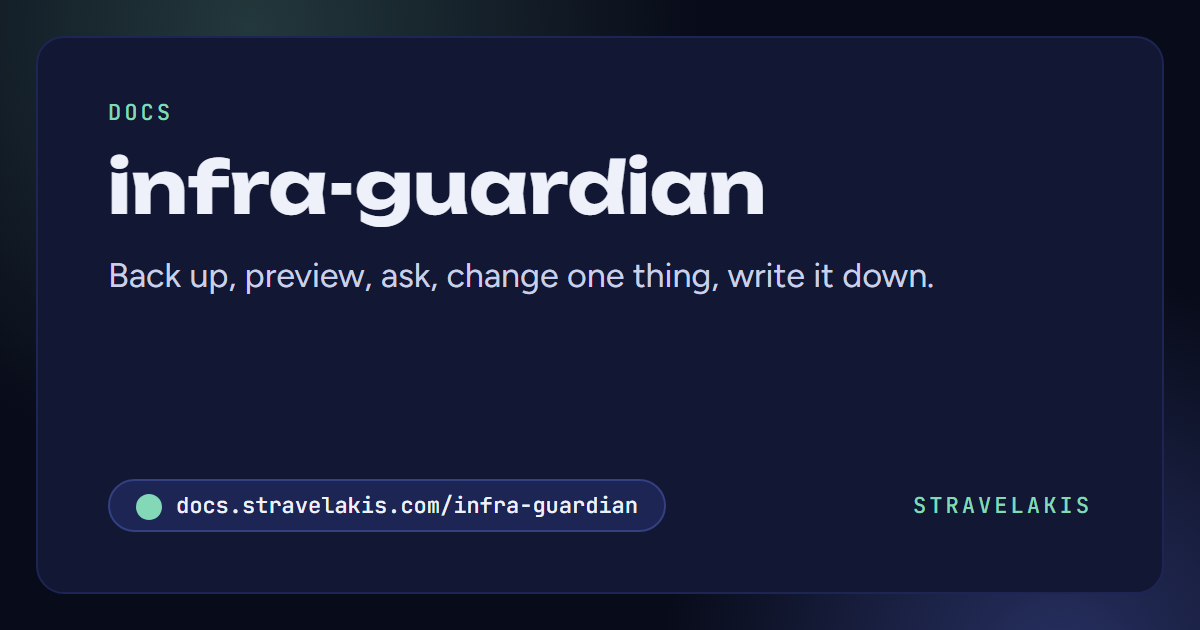 DOCS
infra-guardian
Back up, preview, ask, change one thing, write it down.
docs.stravelakis.com/infra-guardian
STRAVELAKIS